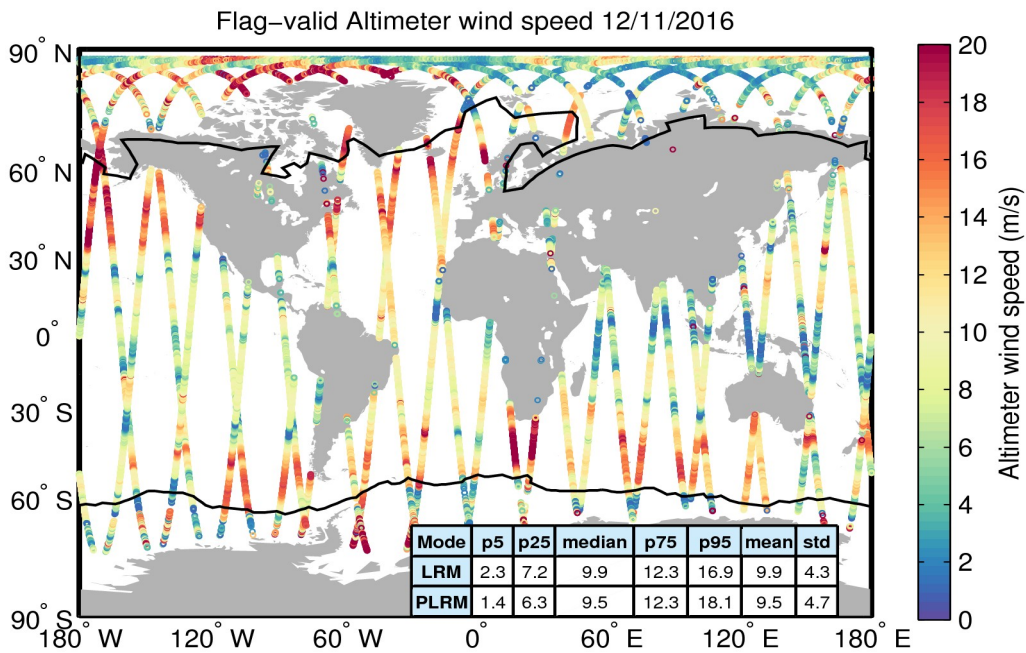 Flag−valid Altimeter wind speed 12/11/2016
90° N
60° N
30° N
0°
30° S
60° S
90° S
180° W
120° W
60° W
0°
60° E
120° E
180° E
Mode p5 p25 median p75 p95 mean std
LRM 2.3 7.2 9.9 12.3 16.9 9.9 4.3
PLRM 1.4 6.3 9.5 12.3 18.1 9.5 4.7
20
18
16
14
12
10
8
6
4
2
0
Altimeter wind speed (m/s)